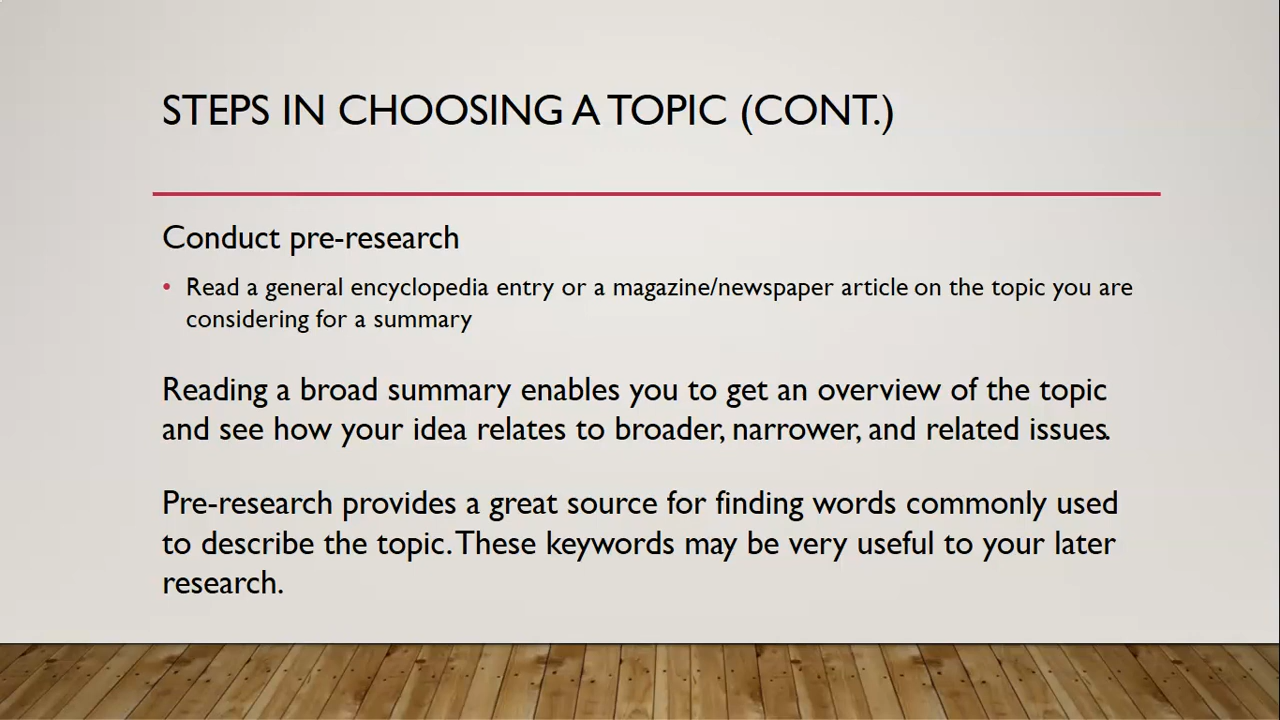 STEPS IN CHOOSING A TOPIC (CONT.)
Conduct pre-research
• Read a general encyclopedia entry or a magazine/newspaper article on the topic you are
considering for a summary
Reading a broad summary enables you to get an overview of the topic
and see how your idea relates to broader, narrower, and related issues.
Pre-research provides a great source for finding words commonly used
to describe the topic. These keywords may be very useful to your later
research.